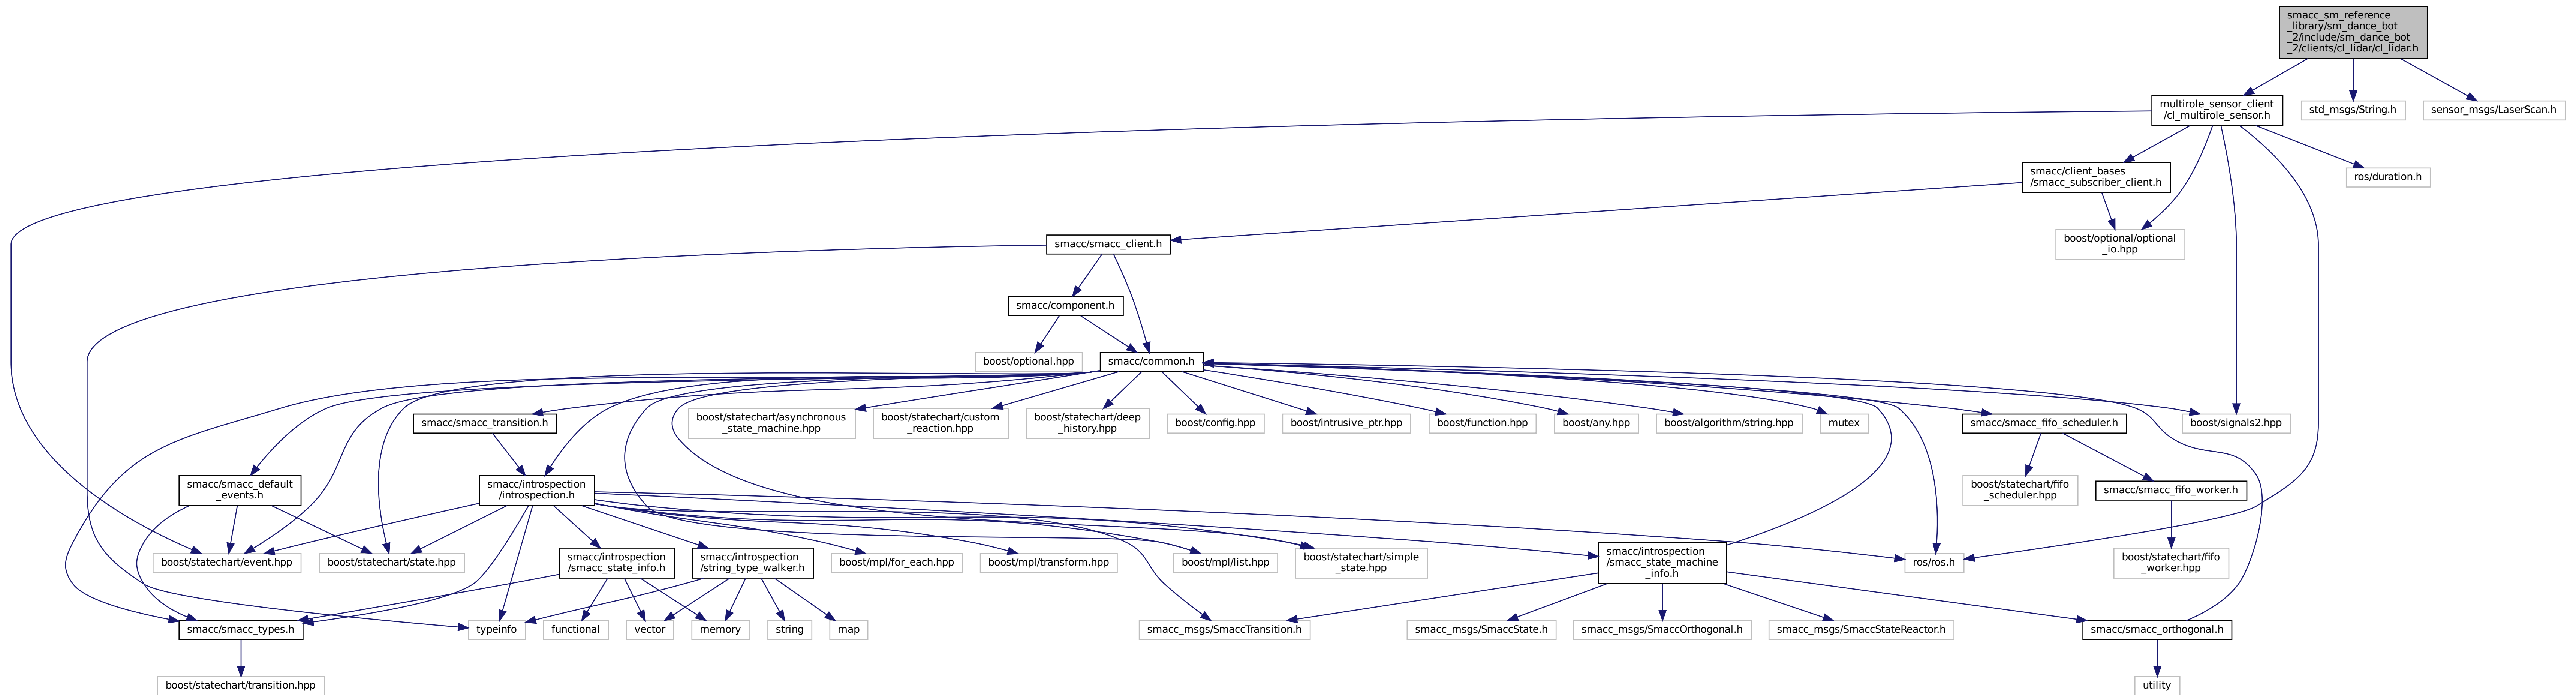 smacc_sm_reference
_library/sm_dance_bot
_2/include/sm_dance_bot
_2/clients/cl_lidar/cl_lidar.h
multirole_sensor_client
/cl_multirole_sensor.h
std_msgs/String.h
sensor_msgs/LaserScan.h
smacc/client_bases
/smacc_subscriber_client.h
ros/duration.h
smacc/smacc_client.h
boost/optional/optional
_io.hpp
smacc/component.h
boost/optional.hpp
smacc/common.h
smacc/smacc_transition.h
boost/statechart/asynchronous
_state_machine.hpp
boost/statechart/custom
_reaction.hpp
boost/statechart/deep
_history.hpp
boost/config.hpp
boost/intrusive_ptr.hpp
boost/function.hpp
boost/any.hpp
boost/algorithm/string.hpp
mutex
smacc/smacc_fifo_scheduler.h
boost/signals2.hpp
smacc/smacc_default
_events.h
smacc/introspection
/introspection.h
boost/statechart/fifo
_scheduler.hpp
smacc/smacc_fifo_worker.h
boost/statechart/event.hpp
boost/statechart/state.hpp
smacc/introspection
/smacc_state_info.h
smacc/introspection
/string_type_walker.h
boost/mpl/for_each.hpp
boost/mpl/transform.hpp
boost/mpl/list.hpp
boost/statechart/simple
_state.hpp
smacc/introspection
/smacc_state_machine
_info.h
ros/ros.h
boost/statechart/fifo
_worker.hpp
smacc/smacc_types.h
typeinfo
functional
vector
memory
string
map
smacc_msgs/SmaccTransition.h
smacc_msgs/SmaccState.h
smacc_msgs/SmaccOrthogonal.h
smacc_msgs/SmaccStateReactor.h
smacc/smacc_orthogonal.h
boost/statechart/transition.hpp
utility